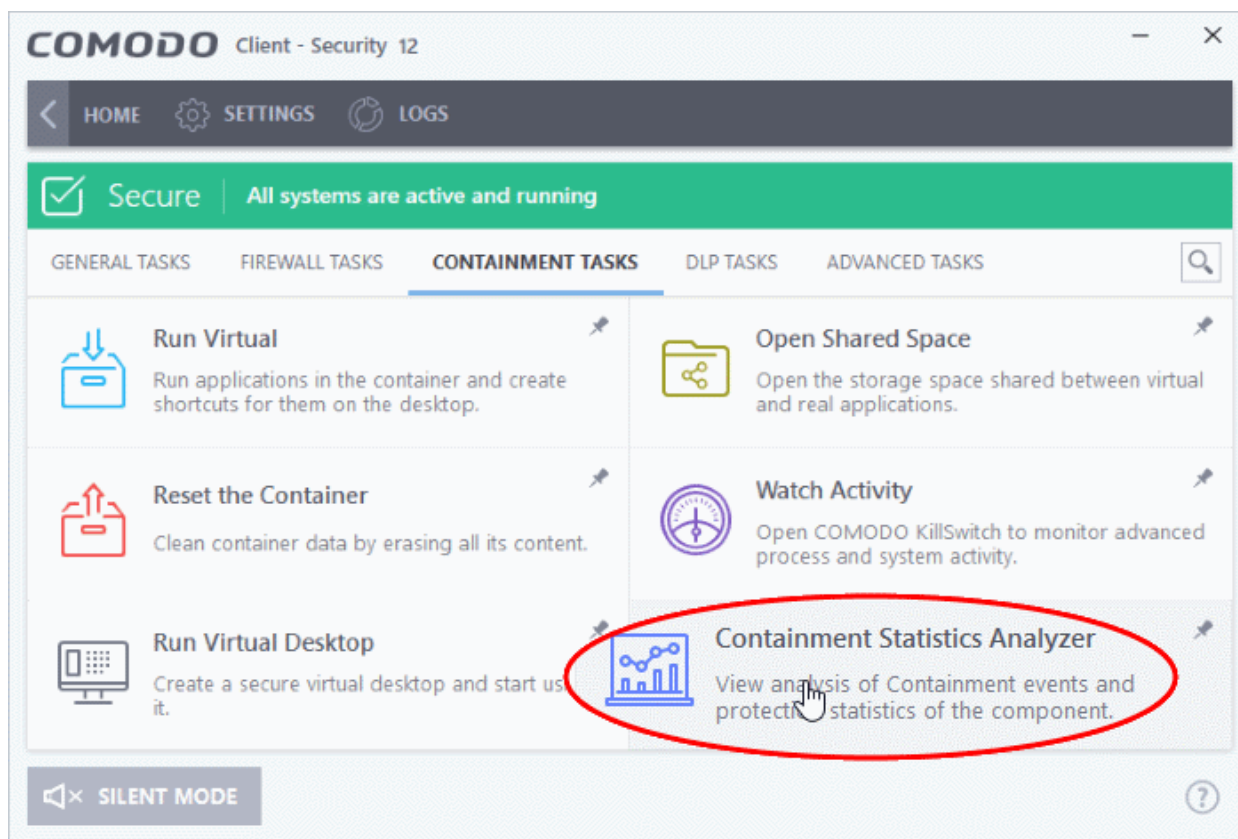 COMODO Client - Security 12
HOME SETTINGS LOGS
Secure All systems are active and running
GENERAL TASKS FIREWALL TASKS CONTAINMENT TASKS DLP TASKS ADVANCED TASKS
Run Virtual
Run applications in the container and create
shortcuts for them on the desktop.
Open Shared Space
Open the storage space shared between virtual
and real applications.
Reset the Container
Clean container data by erasing all its content.
Watch Activity
Open COMODO KillSwitch to monitor advanced
process and system activity.
Run Virtual Desktop
Create a secure virtual desktop and start
it.
Containment Statistics Analyzer
View analysis of Containment events and
statistics of the component.
SILENT MODE
?